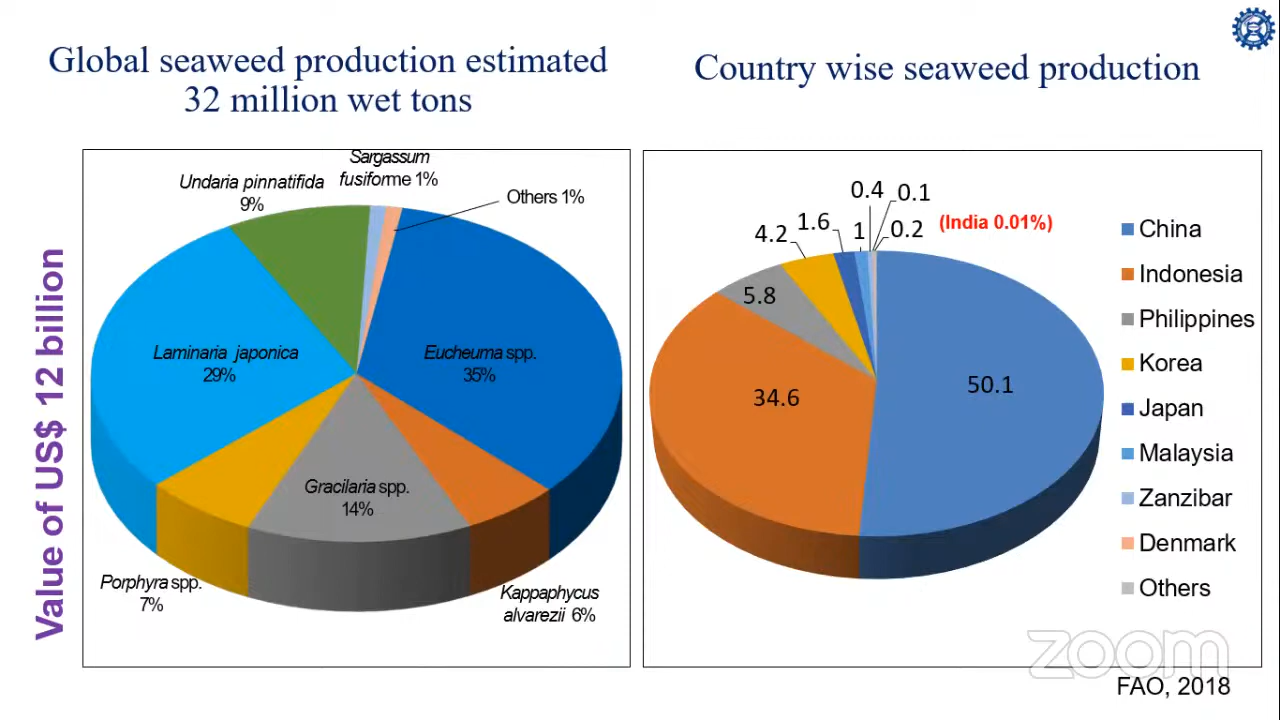 Global seaweed production estimated
32 million wet tons
Country wise seaweed production
Value of US$ 12 billion
Sargassum
fusiforme 1%
Undaria pinnatifida
9%
Others 1%
Laminaria japonica
29%
Eucheuma spp.
35%
Gracilaria spp.
14%
Porphyra spp.
7%
Kappaphycus
alvarezii 6%
0.4
0.1
4.2
1.6
1
0.2
(India 0.01%)
5.8
34.6
50.1
China
Indonesia
Philippines
Korea
Japan
Malaysia
Zanzibar
Denmark
Others
zoom
FAO, 2018